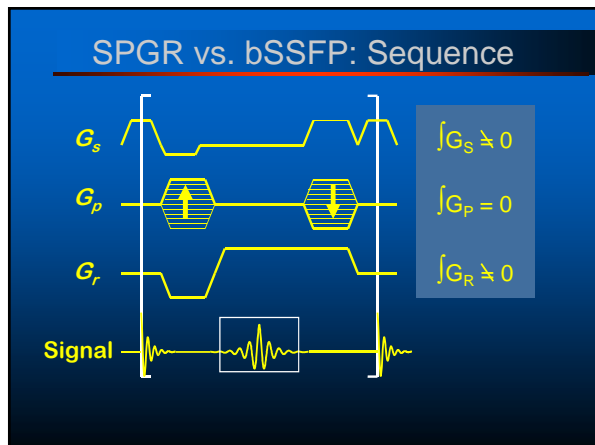 SPGR vs. bSSFP: Sequence
Gs
∫GS ≒ 0
Gp
∫GP = 0
Gr
∫GR ≒ 0
Signal